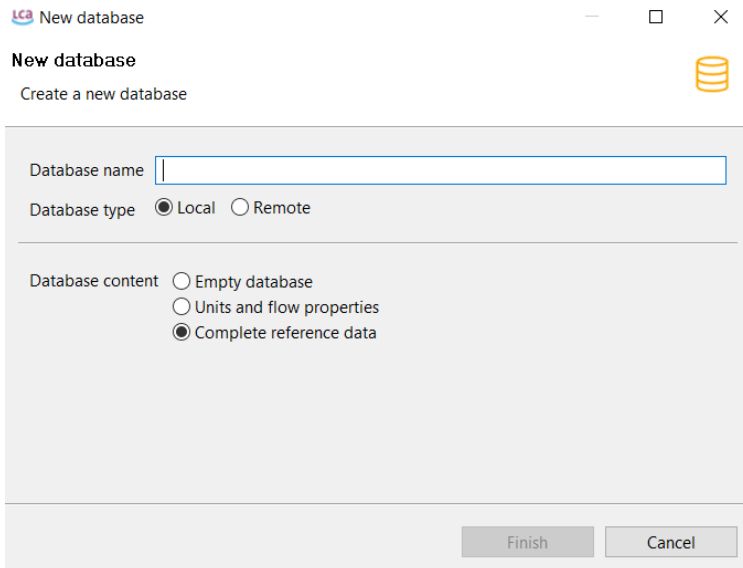 LCA New database
New database
Create a new database
Database name
Database type Local Remote
Database content Empty database
Units and flow properties
Complete reference data
Finish Cancel